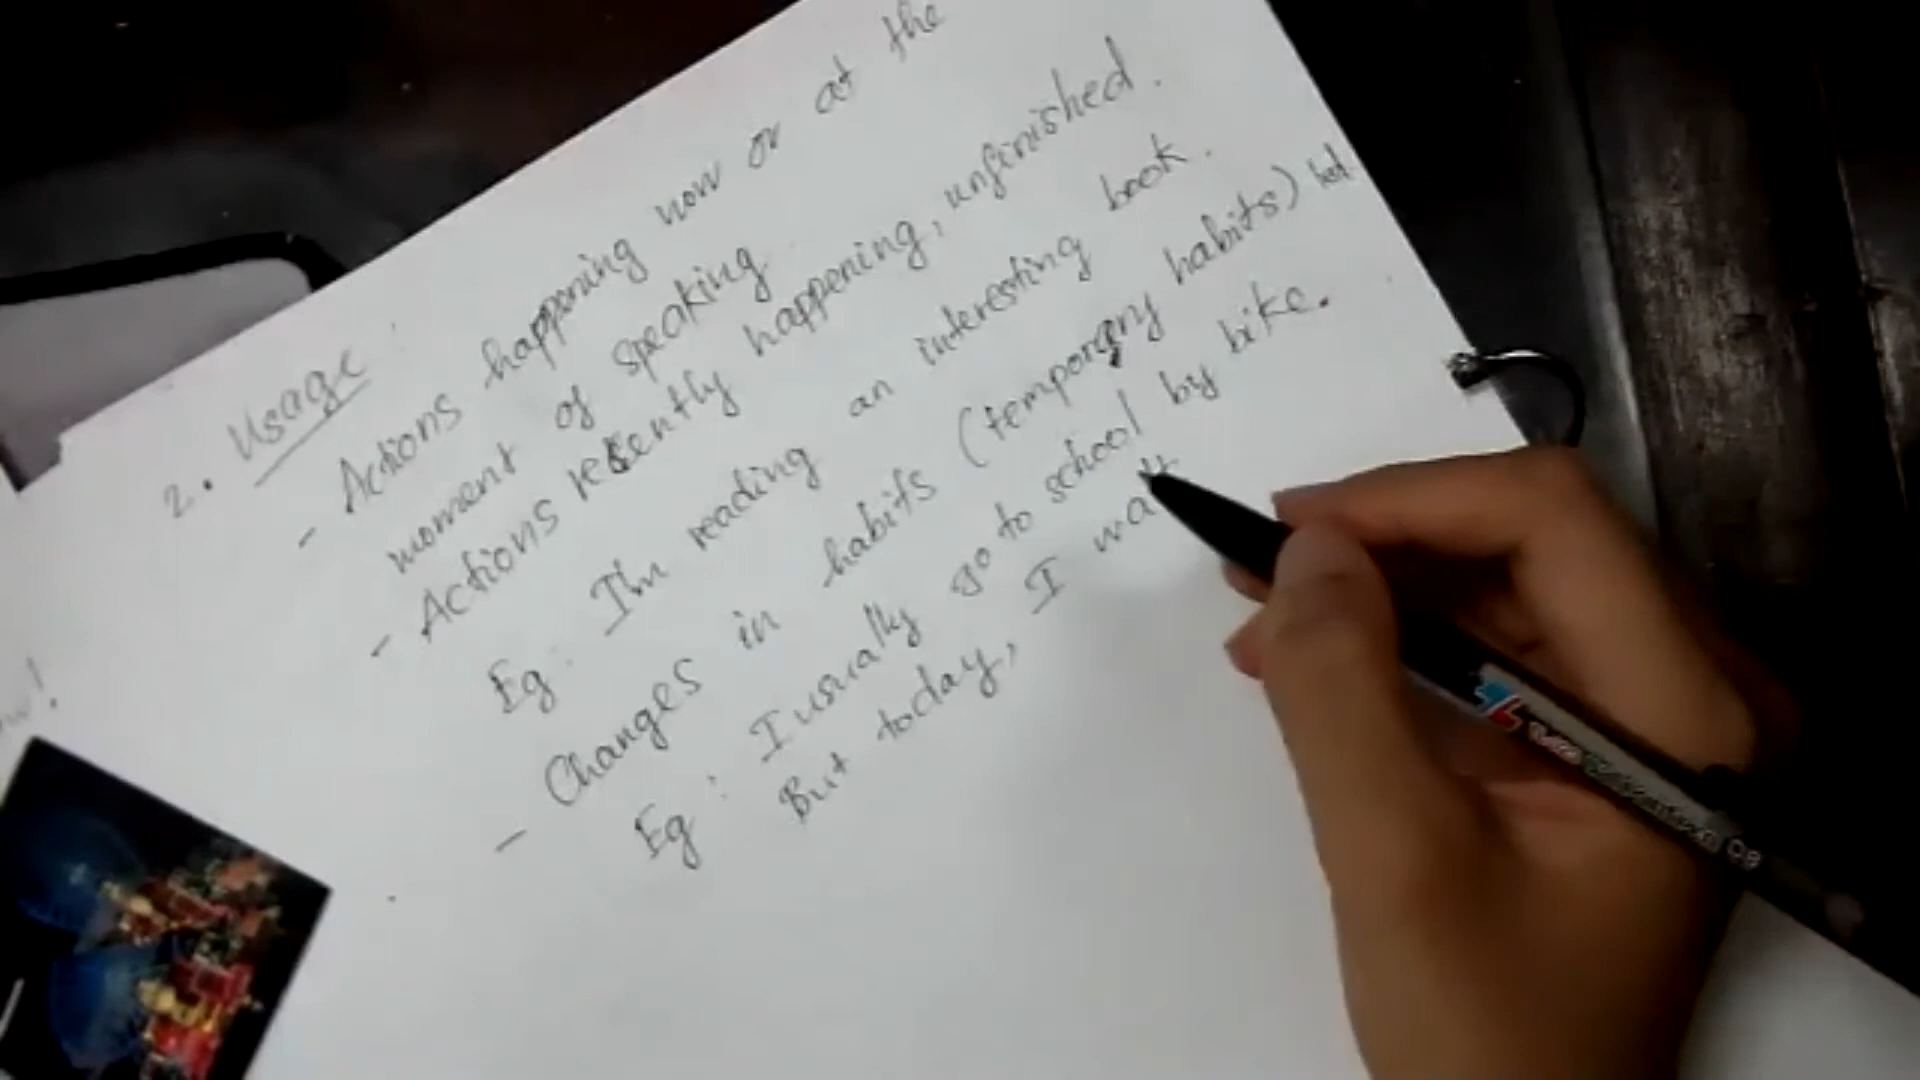 2. Usage:
- Actions happening now or at the
moment of speaking
- Actions recently happening, unfinished.
Eg: I'm reading an interesting book.
- Changes in habits (temporary habits)
Eg: I usually go to school by bike.
But today, I walk